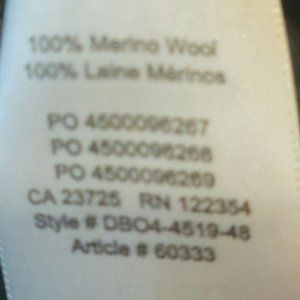 100% Merino Wool
100% Laine Mérinos
PO 4500096267
PO 4500096268
PO 4500096269
CA 23725 RN 122354
Style # DBO4-4519-48
Article # 60333